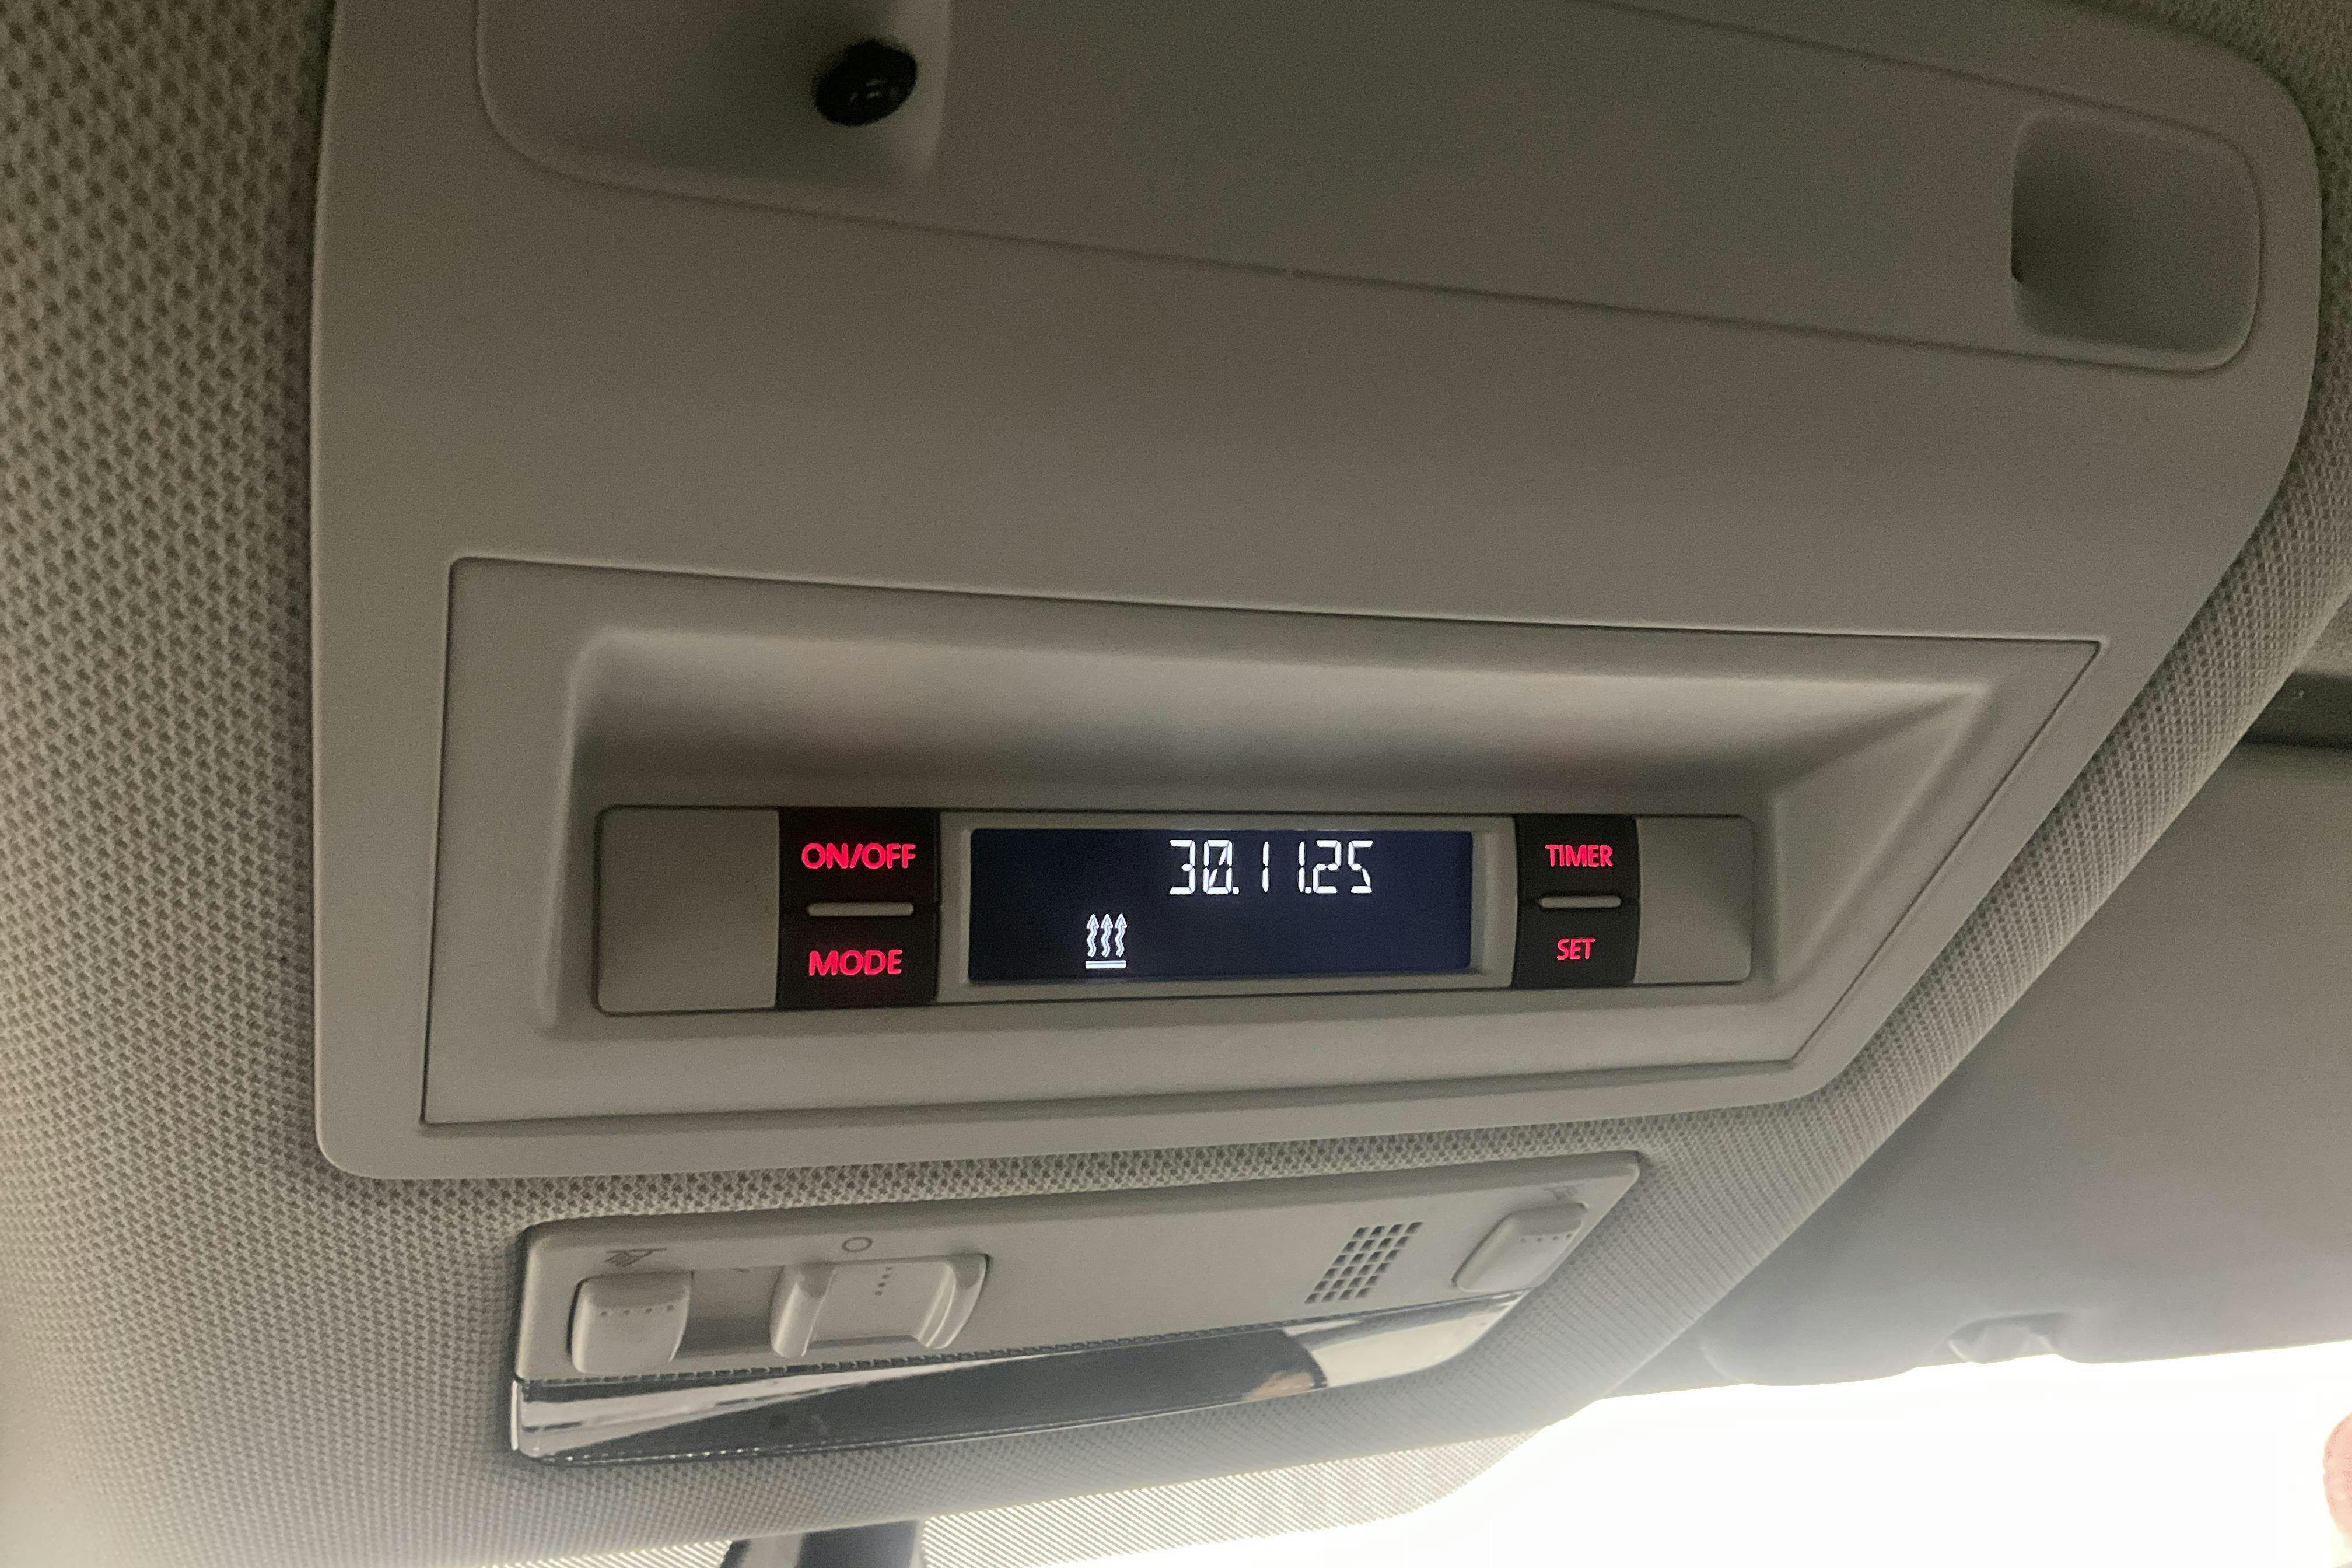 ON/OFF
MODE
30.11.25
TIMER
SET